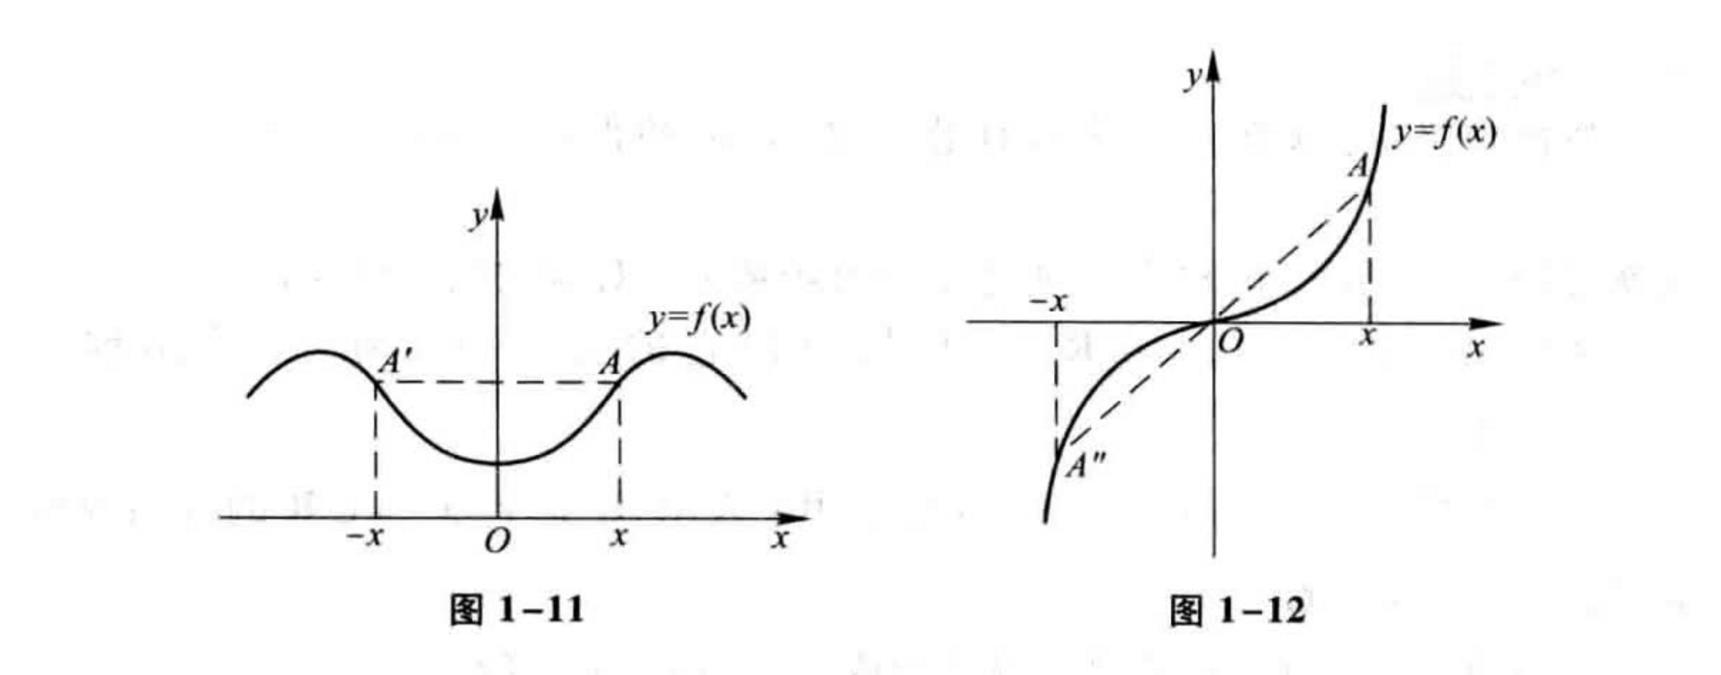 y
y=f(x)
A'
A
-x
O
x
x
图 1-11
y
y=f(x)
A
-x
O
x
x
A"
图 1-12